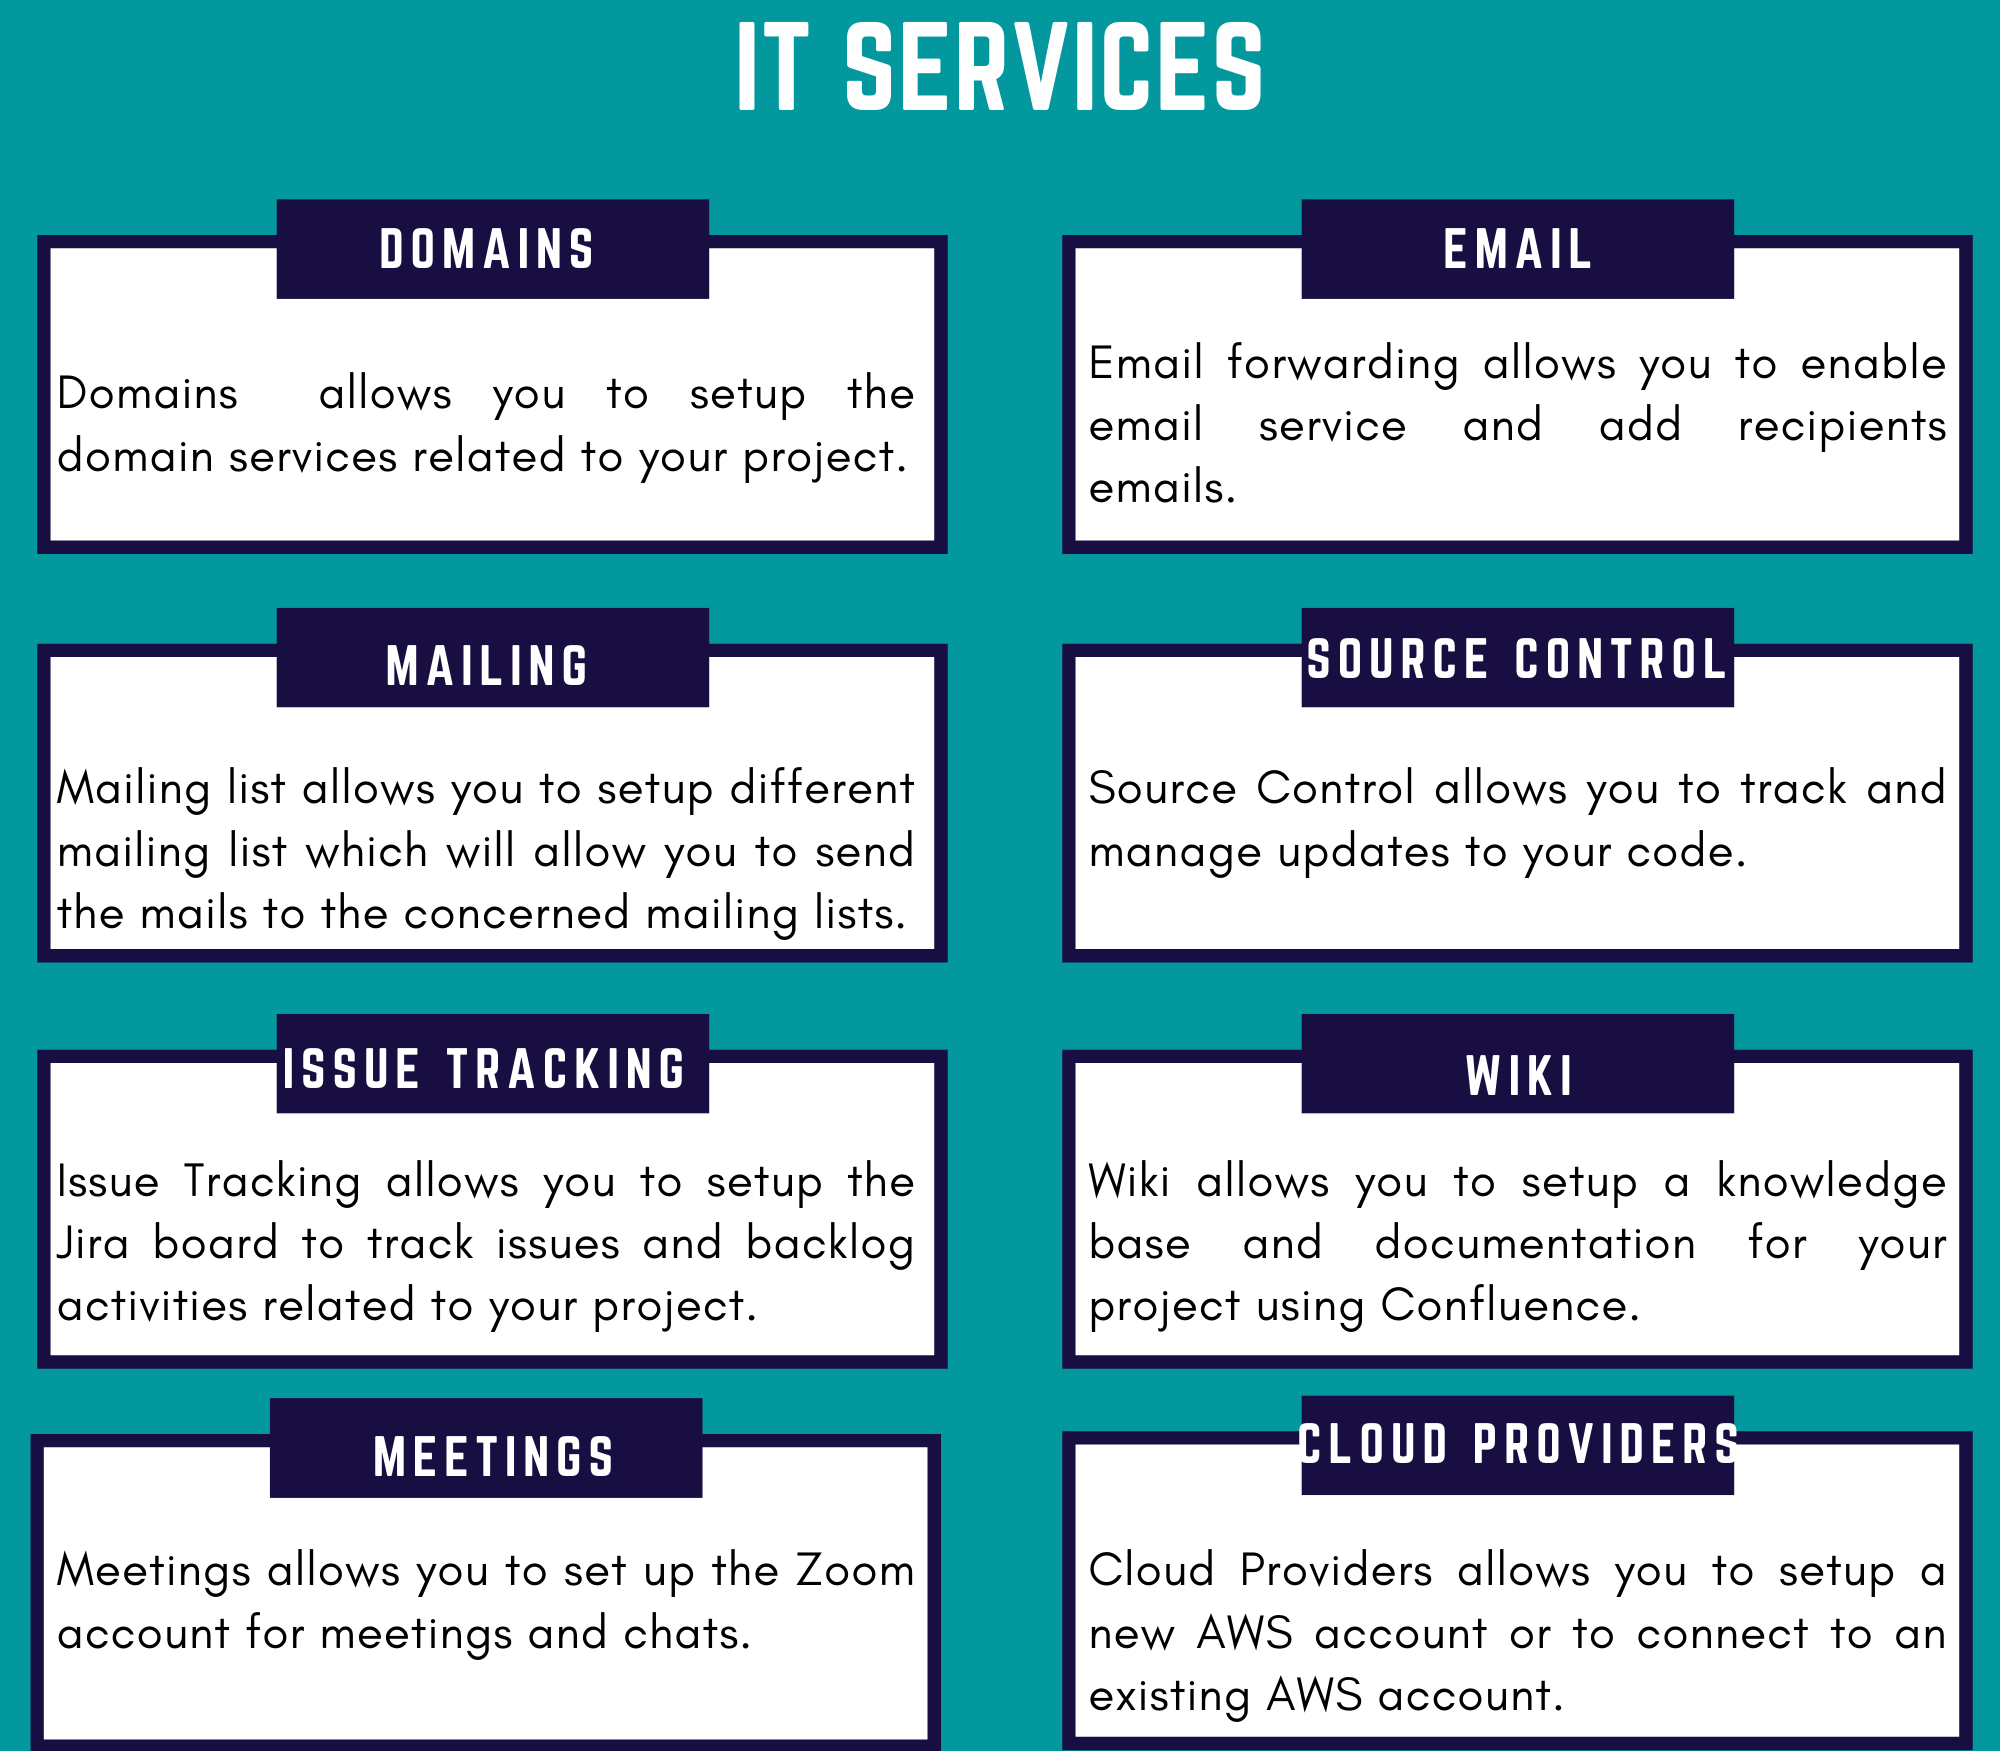 IT SERVICES
DOMAINS
Domains allows you to setup the
domain services related to your project.
EMAIL
Email forwarding allows you to enable
email service and add recipients
emails.
MAILING
Mailing list allows you to setup different
mailing list which will allow you to send
the mails to the concerned mailing lists.
SOURCE CONTROL
Source Control allows you to track and
manage updates to your code.
ISSUE TRACKING
Issue Tracking allows you to setup the
Jira board to track issues and backlog
activities related to your project.
WIKI
Wiki allows you to setup a knowledge
base and documentation for your
project using Confluence.
MEETINGS
Meetings allows you to set up the Zoom
account for meetings and chats.
CLOUD PROVIDERS
Cloud Providers allows you to setup a
new AWS account or to connect to an
existing AWS account.